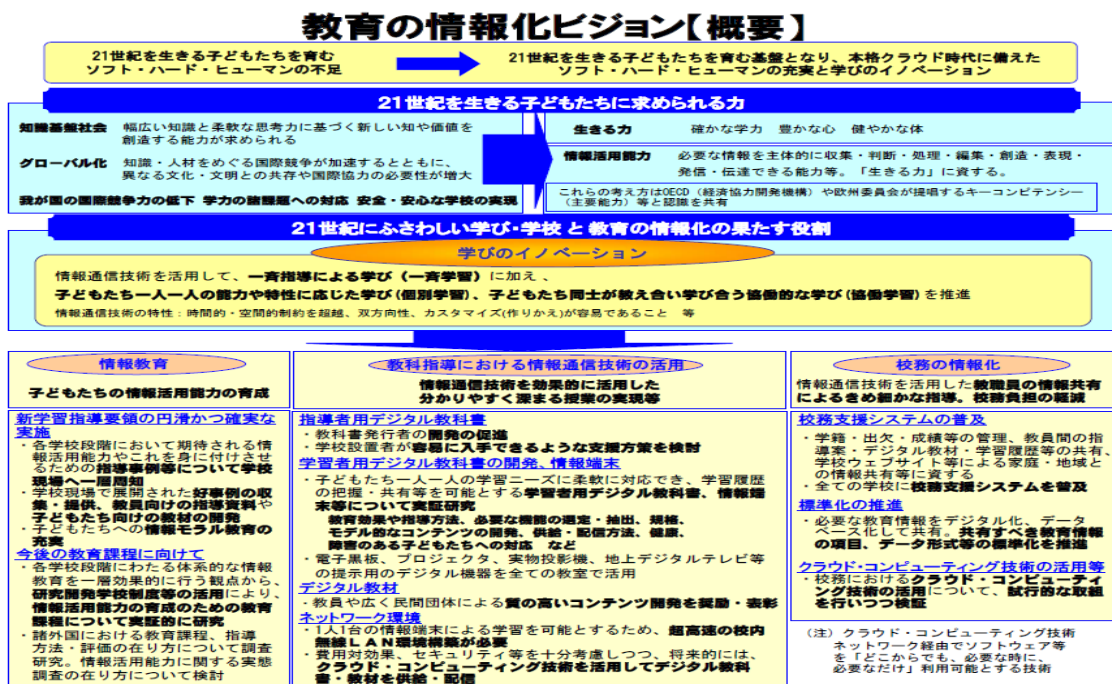 教育の情報化ビジョン【概要】
21世紀を生きる子どもたちを育む
ソフト・ハード・ヒューマンの不足
21世紀を生きる子どもたちを育む基盤となり、本格クラウド時代に備えた
ソフト・ハード・ヒューマンの充実と学びのイノベーション
21世紀を生きる子どもたちに求められる力
知識基盤社会 幅広い知識と柔軟な思考力に基づく新しい知や価値を
創造する能力が求められる
グローバル化 知識・人材をめぐる国際競争が加速するとともに、
異なる文化・文明との共存や国際協力の必要性が増大
我が国の国際競争力の低下 学力の諸課題への対応 安全・安心な学校の実現
生きる力 確かな学力 豊かな心 健やかな体
情報活用能力 必要な情報を主体的に収集・判断・処理・編集・創造・表現・
発信・伝達できる能力等。「生きる力」に資する。
これらの考え方はOECD（経済協力開発機構）や欧州委員会が提唱するキーコンピテンシー
（主要能力）等と認識を共有
21世紀にふさわしい学び・学校 と 教育の情報化の果たす役割
学びのイノベーション
情報通信技術を活用して、一斉指導による学び（一斉学習）に加え 、
子どもたち一人一人の能力や特性に応じた学び(個別学習)、子どもたち同士が教え合い学び合う協働的な学び(協働学習)を推進
情報通信技術の特性：時間的・空間的制約を超越、双方向性、カスタマイズ(作りかえ)が容易であること　等
情報教育
子どもたちの情報活用能力の育成
新学習指導要領の円滑かつ確実な
実施
・各学校段階において期待される情
報活用能力やこれを身に付けさせ
るための指導事例等について学校
現場へ一層周知
・学校現場で展開された好事例の収
集・提供、教員向けの指導資料や
子どもたち向けの教材の開発
・子どもたちへの情報モラル教育の
充実
今後の教育課程に向けて
・各学校段階にわたる体系的な情報
教育を一層効果的に行う観点から、
研究開発学校制度等の活用により、
情報活用能力の育成のための教育
課程について実証的に研究
・諸外国における教育課程、指導
方法・評価の在り方について調査
研究。情報活用能力に関する実態
調査の在り方について検討
教科指導における情報通信技術の活用
情報通信技術を効果的に活用した
分かりやすく深まる授業の実現等
指導者用デジタル教科書
・教科書発行者の開発の促進
・学校設置者が容易に入手できるような支援方策を検討
学習者用デジタル教科書の開発、情報端末
・子どもたち一人一人の学習ニーズに柔軟に対応でき、学習履歴
の把握・共有等を可能とする学習者用デジタル教科書、情報端
末等について実証研究
教育効果や指導方法、必要な機能の選定・抽出、規格、
モデル的なコンテンツの開発、供給・配信方法、健康、
障害のある子どもたちへの対応　など
・電子黒板、プロジェクタ、実物投影機、地上デジタルテレビ等
の提示用のデジタル機器を全ての教室で活用
デジタル教材
・教員や広く民間団体による質の高いコンテンツ開発を奨励・表彰
ネットワーク環境
・1人1台の情報端末による学習を可能とするため、超高速の校内
無線ＬＡＮ環境構築が必要
・費用対効果、セキュリティ等を十分考慮しつつ、将来的には、
クラウド・コンピューティング技術を活用してデジタル教科
書・教材を供給・配信
校務の情報化
情報通信技術を活用した教職員の情報共有
によるきめ細かな指導。校務負担の軽減
校務支援システムの普及
・学籍・出欠・成績等の管理、教員間の指
導案・デジタル教材・学習履歴等の共有、
学校ウェブサイト等による家庭・地域と
の情報共有等に資する
・全ての学校に校務支援システムを普及
標準化の推進
・必要な教育情報をデジタル化、データ
ベース化して共有。共有すべき教育情報
の項目、データ形式等の標準化を推進
クラウド・コンピューティング技術の活用等
・校務におけるクラウド・コンピューティ
ング技術の活用について、試行的な取組
を行いつつ検証
（注）クラウド・コンピューティング技術
ネットワーク経由でソフトウェア等
を「どこからでも、必要な時に、
必要なだけ」利用可能とする技術